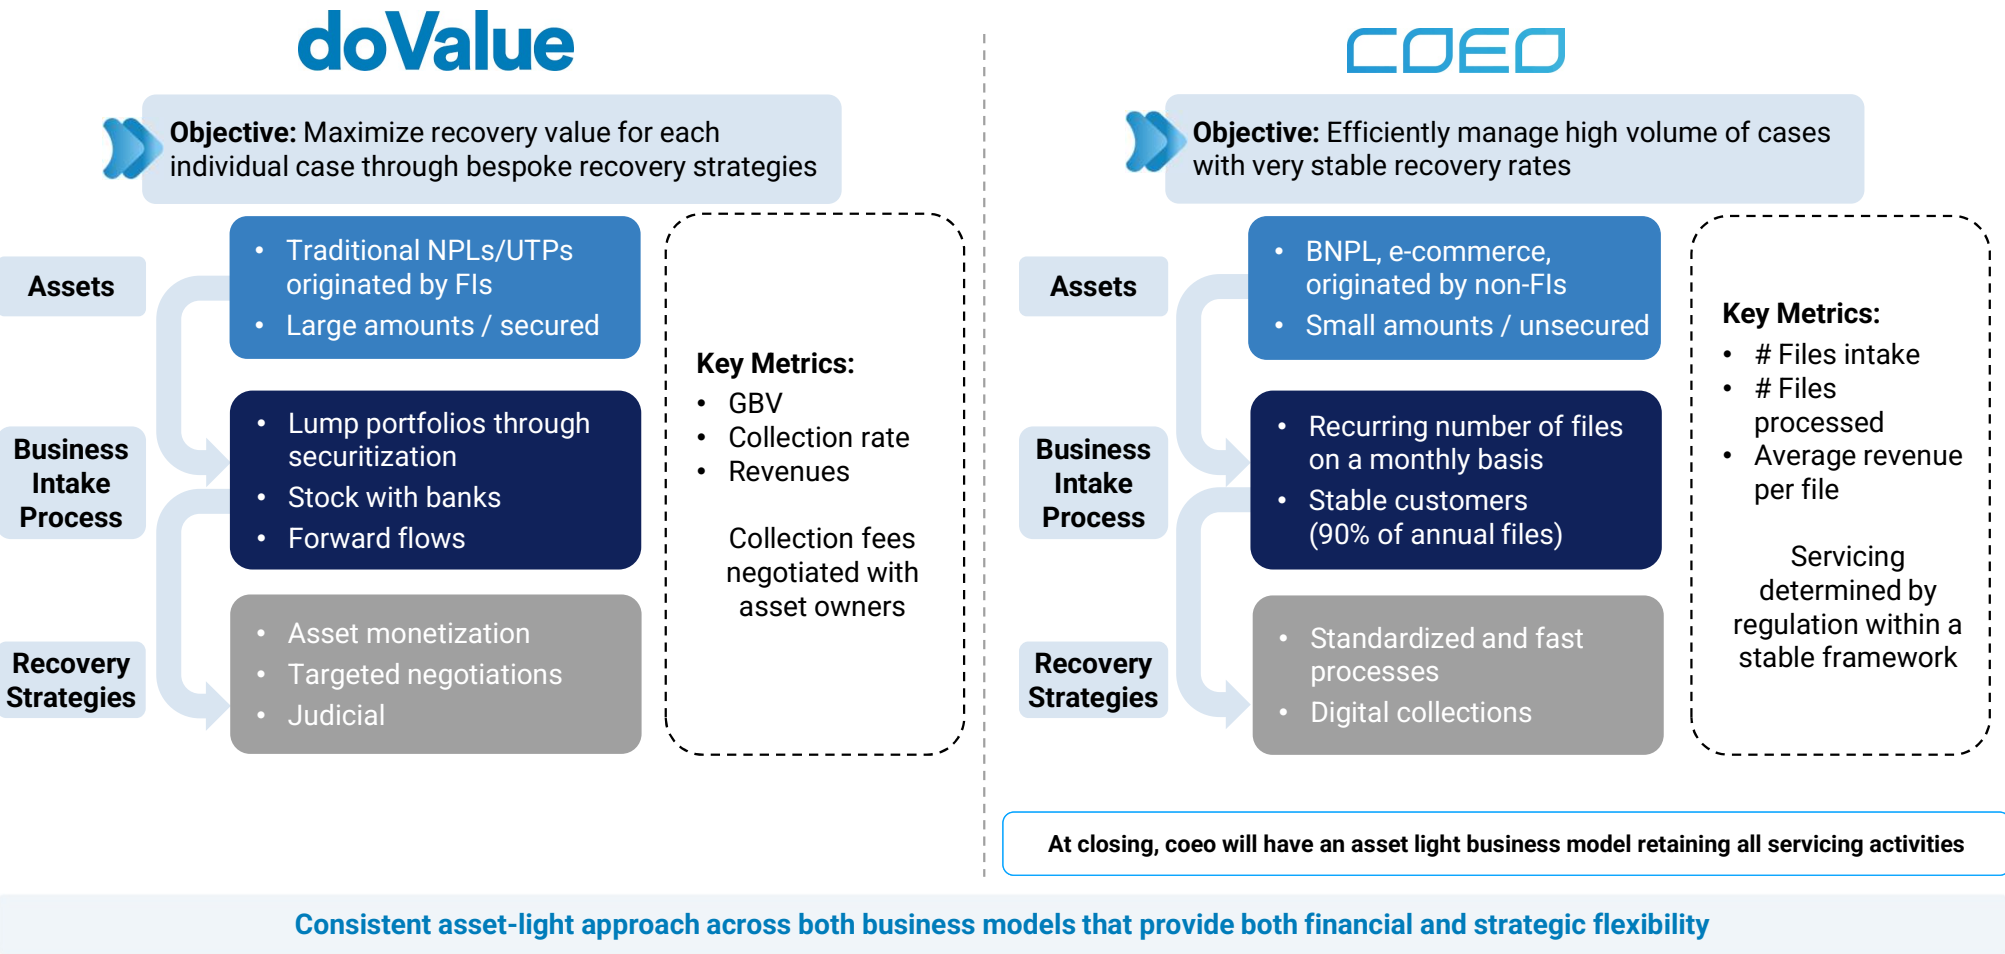 doValue
Objective: Maximize recovery value for each
individual case through bespoke recovery strategies
Assets
• Traditional NPLs/UTPs
originated by FIs
• Large amounts / secured
Business
Intake
Process
• Lump portfolios through
securitization
• Stock with banks
• Forward flows
Recovery
Strategies
• Asset monetization
• Targeted negotiations
• Judicial
Key Metrics:
• GBV
• Collection rate
• Revenues
Collection fees
negotiated with
asset owners
COEO
Objective: Efficiently manage high volume of cases
with very stable recovery rates
Assets
• BNPL, e-commerce,
originated by non-FIs
• Small amounts / unsecured
Business
Intake
Process
• Recurring number of files
on a monthly basis
• Stable customers
(90% of annual files)
Recovery
Strategies
• Standardized and fast
processes
• Digital collections
Key Metrics:
• # Files intake
• # Files
processed
• Average revenue
per file
Servicing
determined by
regulation within a
stable framework
At closing, coeo will have an asset light business model retaining all servicing activities
Consistent asset-light approach across both business models that provide both financial and strategic flexibility